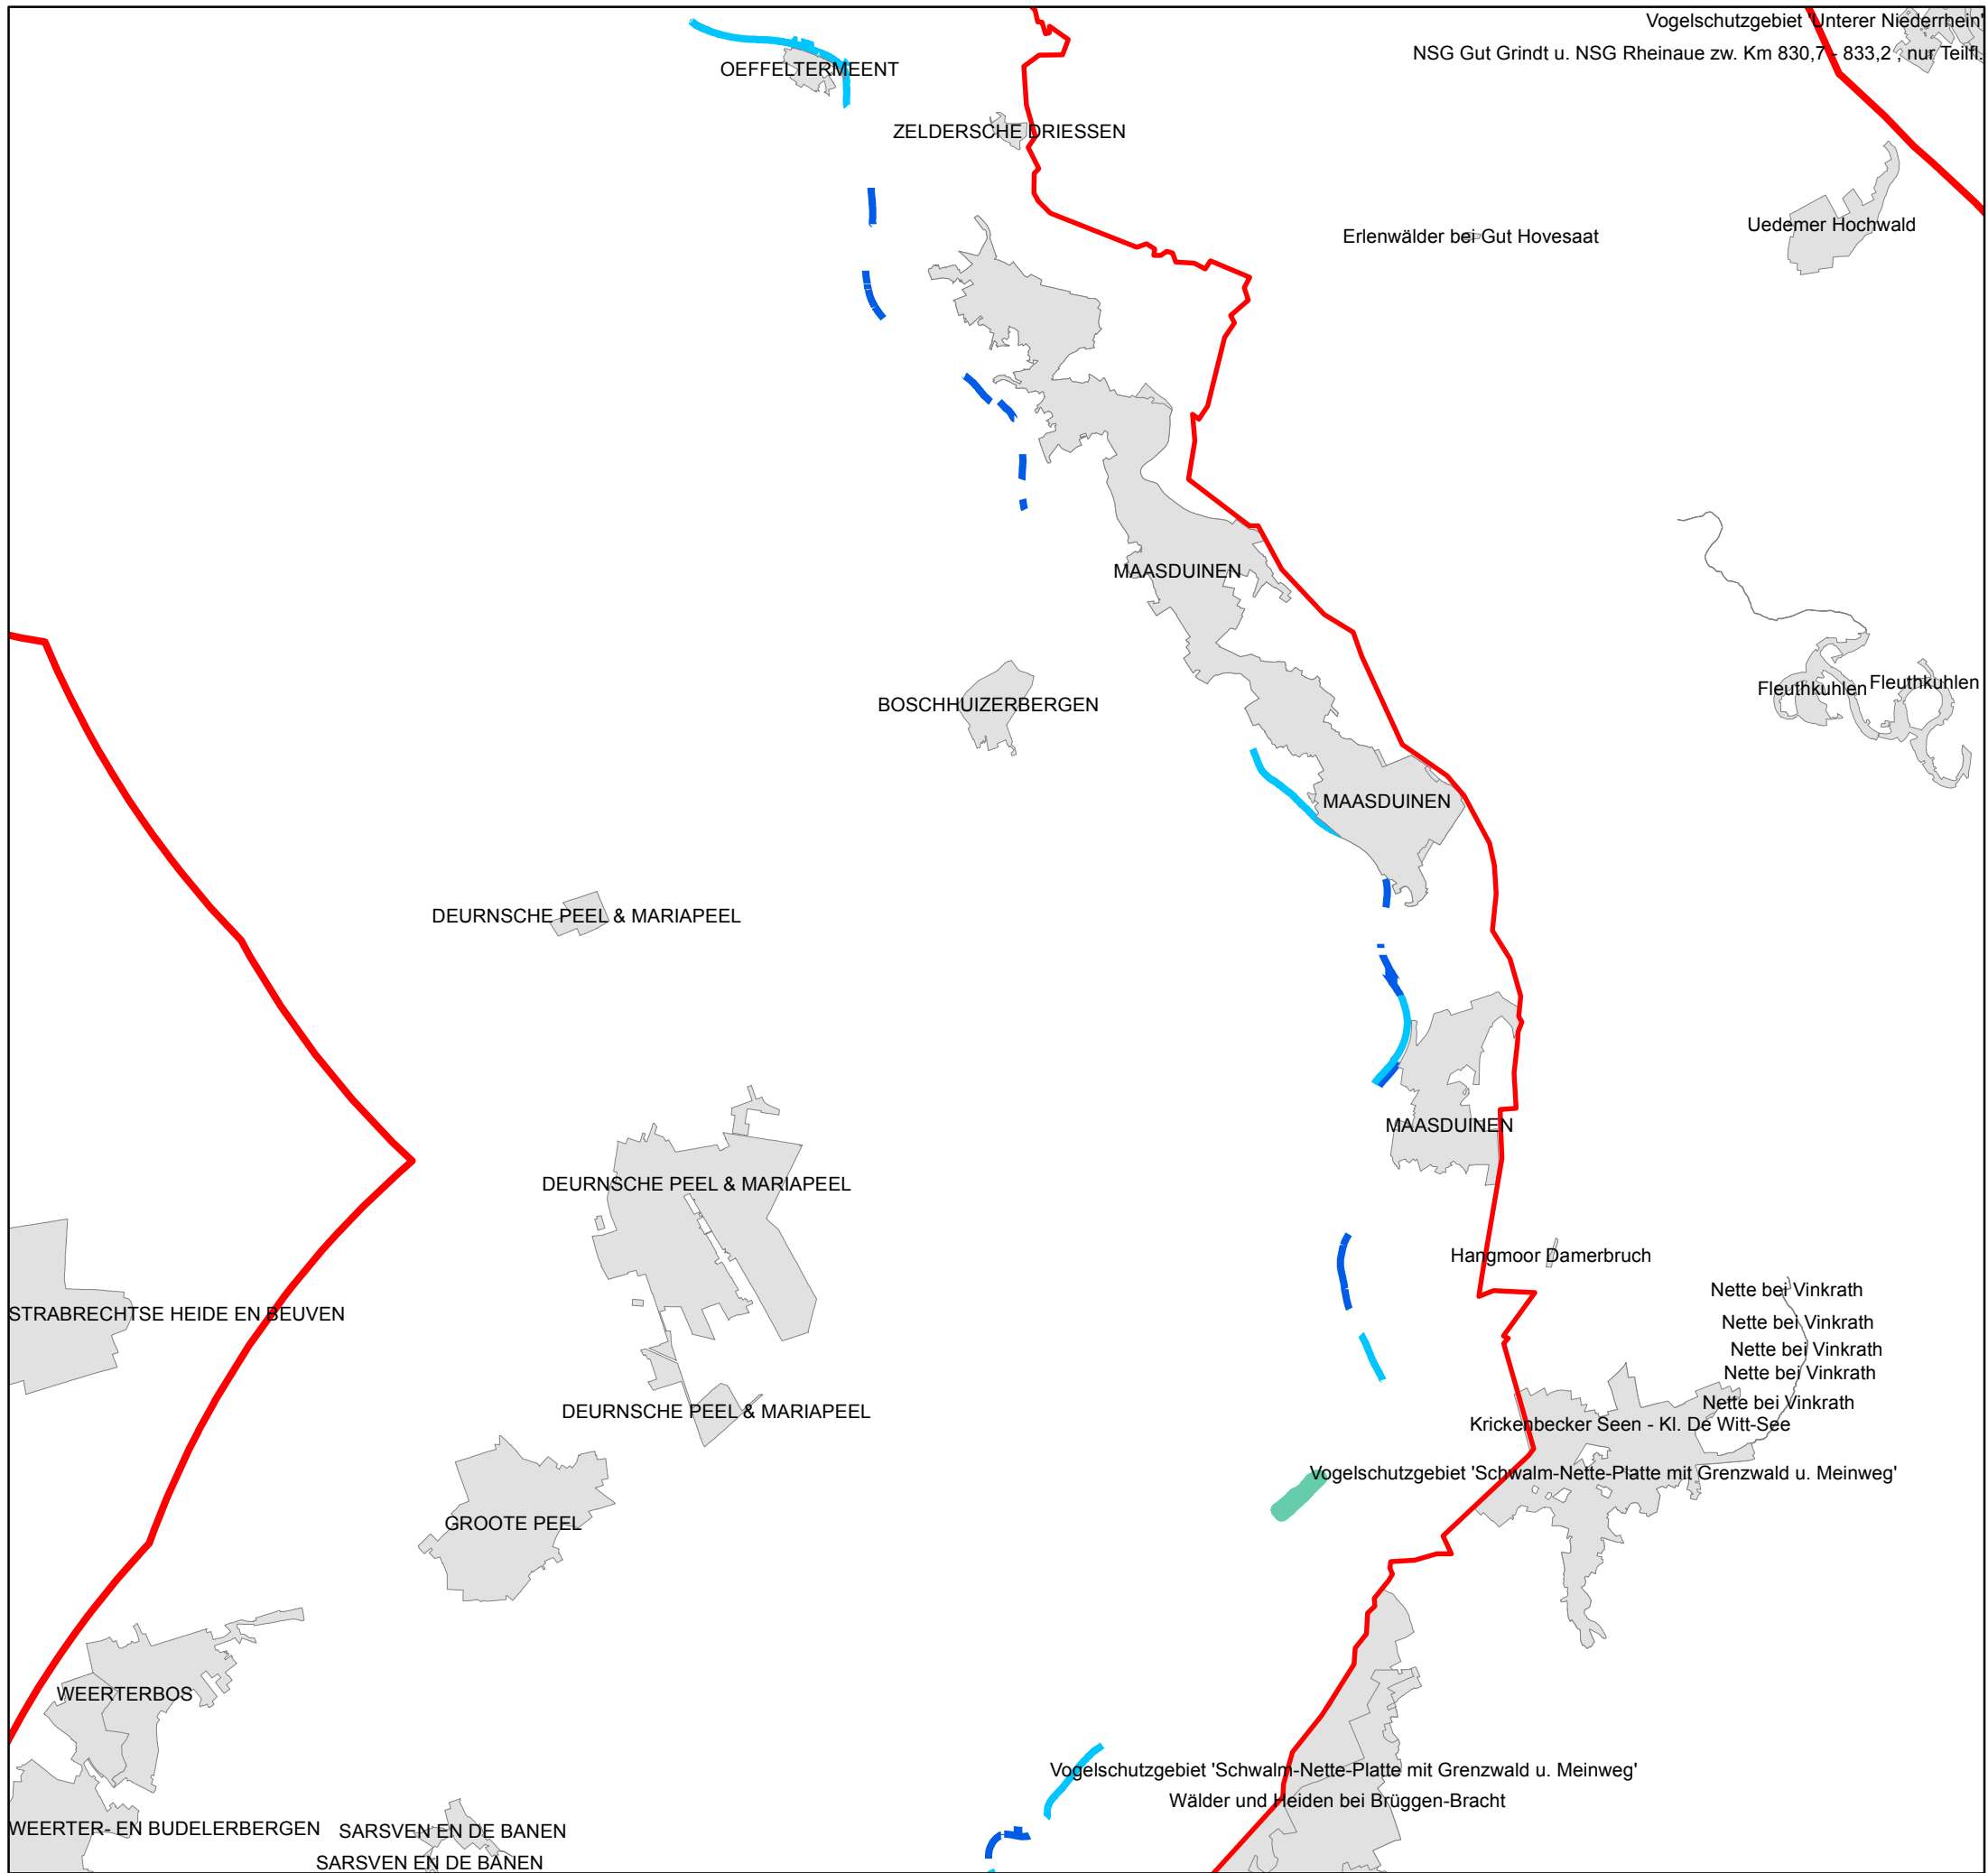 Vogelschutzgebiet 'Unterer Niederrhein'
NSG Gut Grindt u. NSG Rheinaue zw. Km 830,7 - 833,2 , nur Teilfl.
OEFFELTERMEENT
ZELDERSCHE DRIESSEN
Uedemer Hochwald
Erlenwälder bei Gut Hovesaat
MAASDUINEN
Fleuthkuhlen
Fleuthkuhlen
BOSCHHUIZERBERGEN
MAASDUINEN
DEURNSCHE PEEL & MARIAPEEL
MAASDUINEN
DEURNSCHE PEEL & MARIAPEEL
Hangmoor Damerbruch
Nette bei Vinkrath
STRABRECHTSE HEIDE EN BEUVEN
Nette bei Vinkrath
Nette bei Vinkrath
Nette bei Vinkrath
Nette bei Vinkrath
DEURNSCHE PEEL & MARIAPEEL
Krickenbecker Seen - Kl. De Witt-See
Vogelschutzgebiet 'Schwalm-Nette-Platte mit Grenzwald u. Meinweg'
GROOTE PEEL
WEERTERBOS
Vogelschutzgebiet 'Schwalm-Nette-Platte mit Grenzwald u. Meinweg'
Wälder und Heiden bei Brüggen-Bracht
WEERTER- EN BUDELERBERGEN
SARSVEN EN DE BANEN
SARSVEN EN DE BANEN